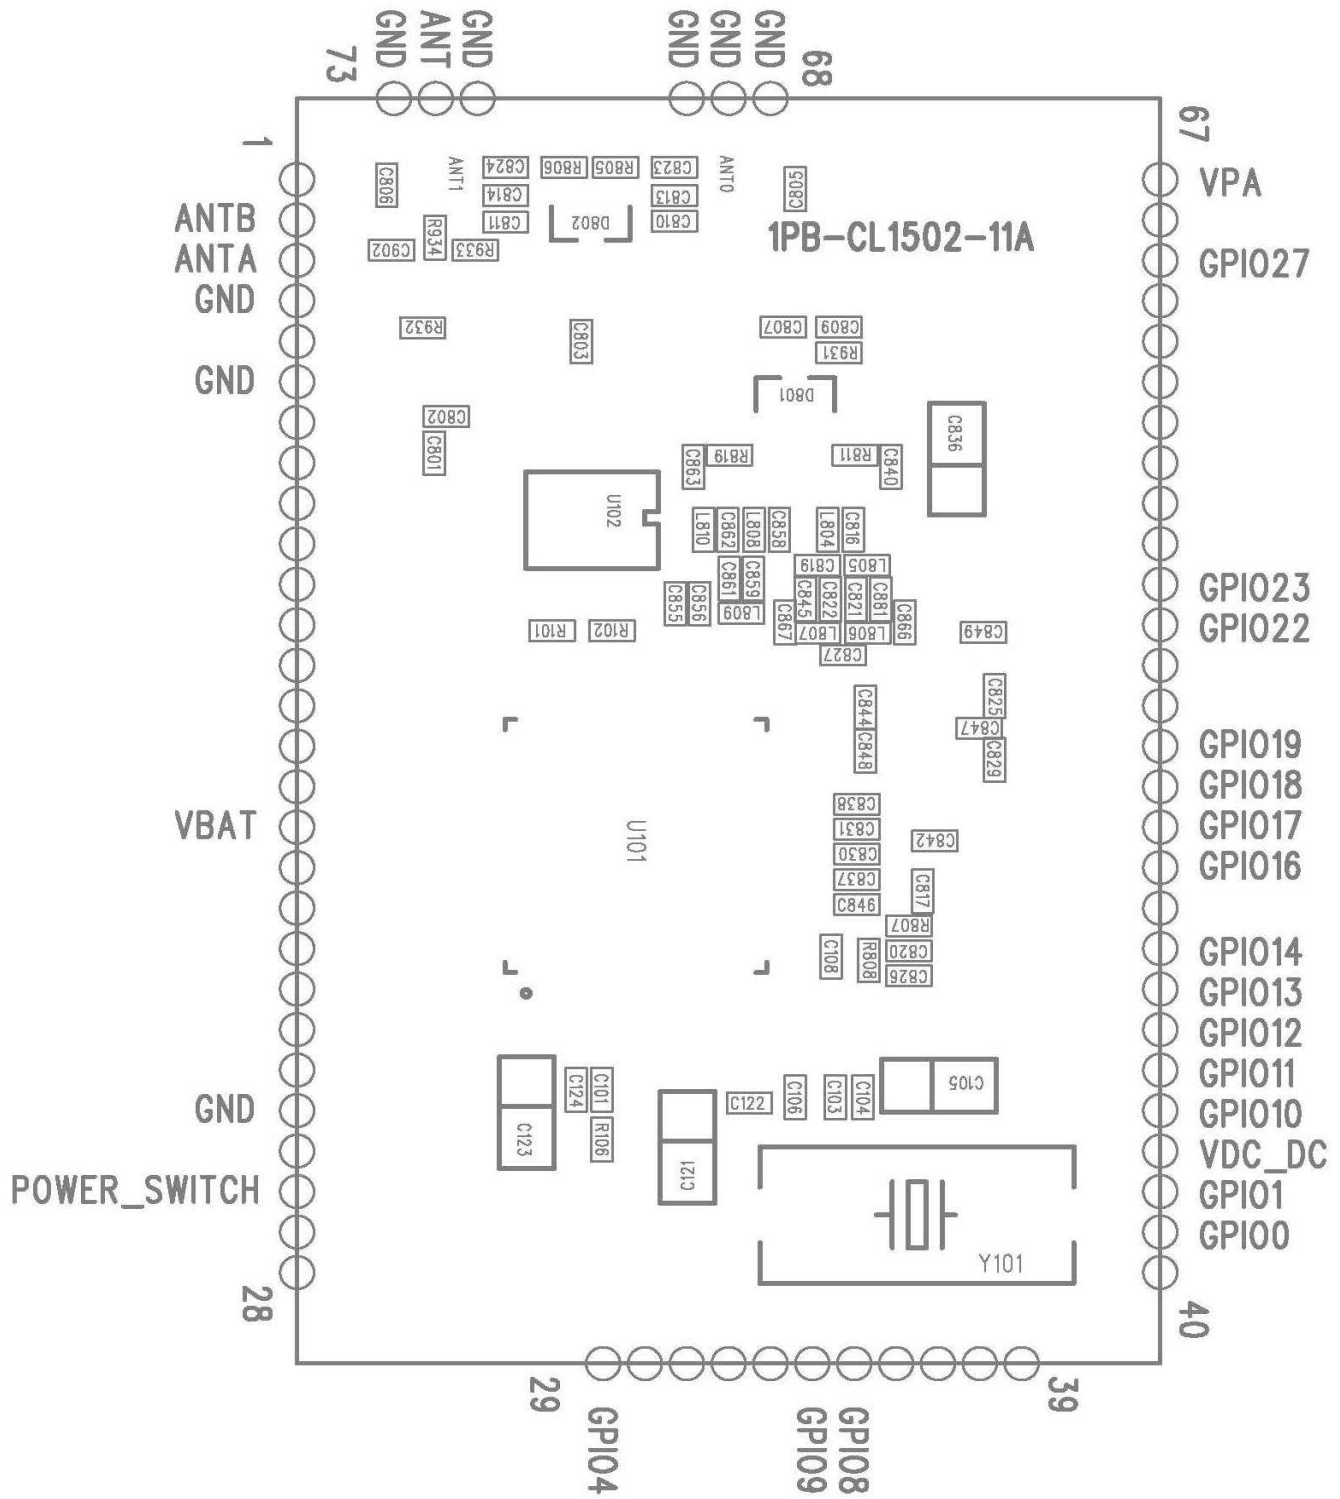 GND
ANT
GND
GND
GND
GND
73
68
1
67
VPA
ANTB
ANTA
GPIO27
GND
GND
C806
ANT1
C824
R806
R805
C823
ANT0
C805
C814
C813
C811
D802
C810
R934
C902
R933
1PB-CL1502-11A
R932
C803
C807
C809
R931
D801
C802
C801
C836
C863
R819
R811
C840
U102
L810
C862
L808
C858
L804
C816
C819
L805
C861
C859
C855
C856
L809
C845
C822
C821
C881
C867
L807
L806
C866
C827
C849
R101
R102
GPIO23
GPIO22
C844
C848
C825
C847
C829
GPIO19
GPIO18
VBAT
GPIO17
GPIO16
U101
C838
C831
C830
C837
C846
C842
C817
R807
C820
C826
C108
R808
GPIO14
GPIO13
GPIO12
GPIO11
GPIO10
GND
VDC_DC
POWER_SWITCH
GPIO1
GPIO0
C123
C124
C101
R106
C121
C122
C106
C103
C104
C105
Y101
28
40
29
39
GPIO4
GPIO9
GPIO8